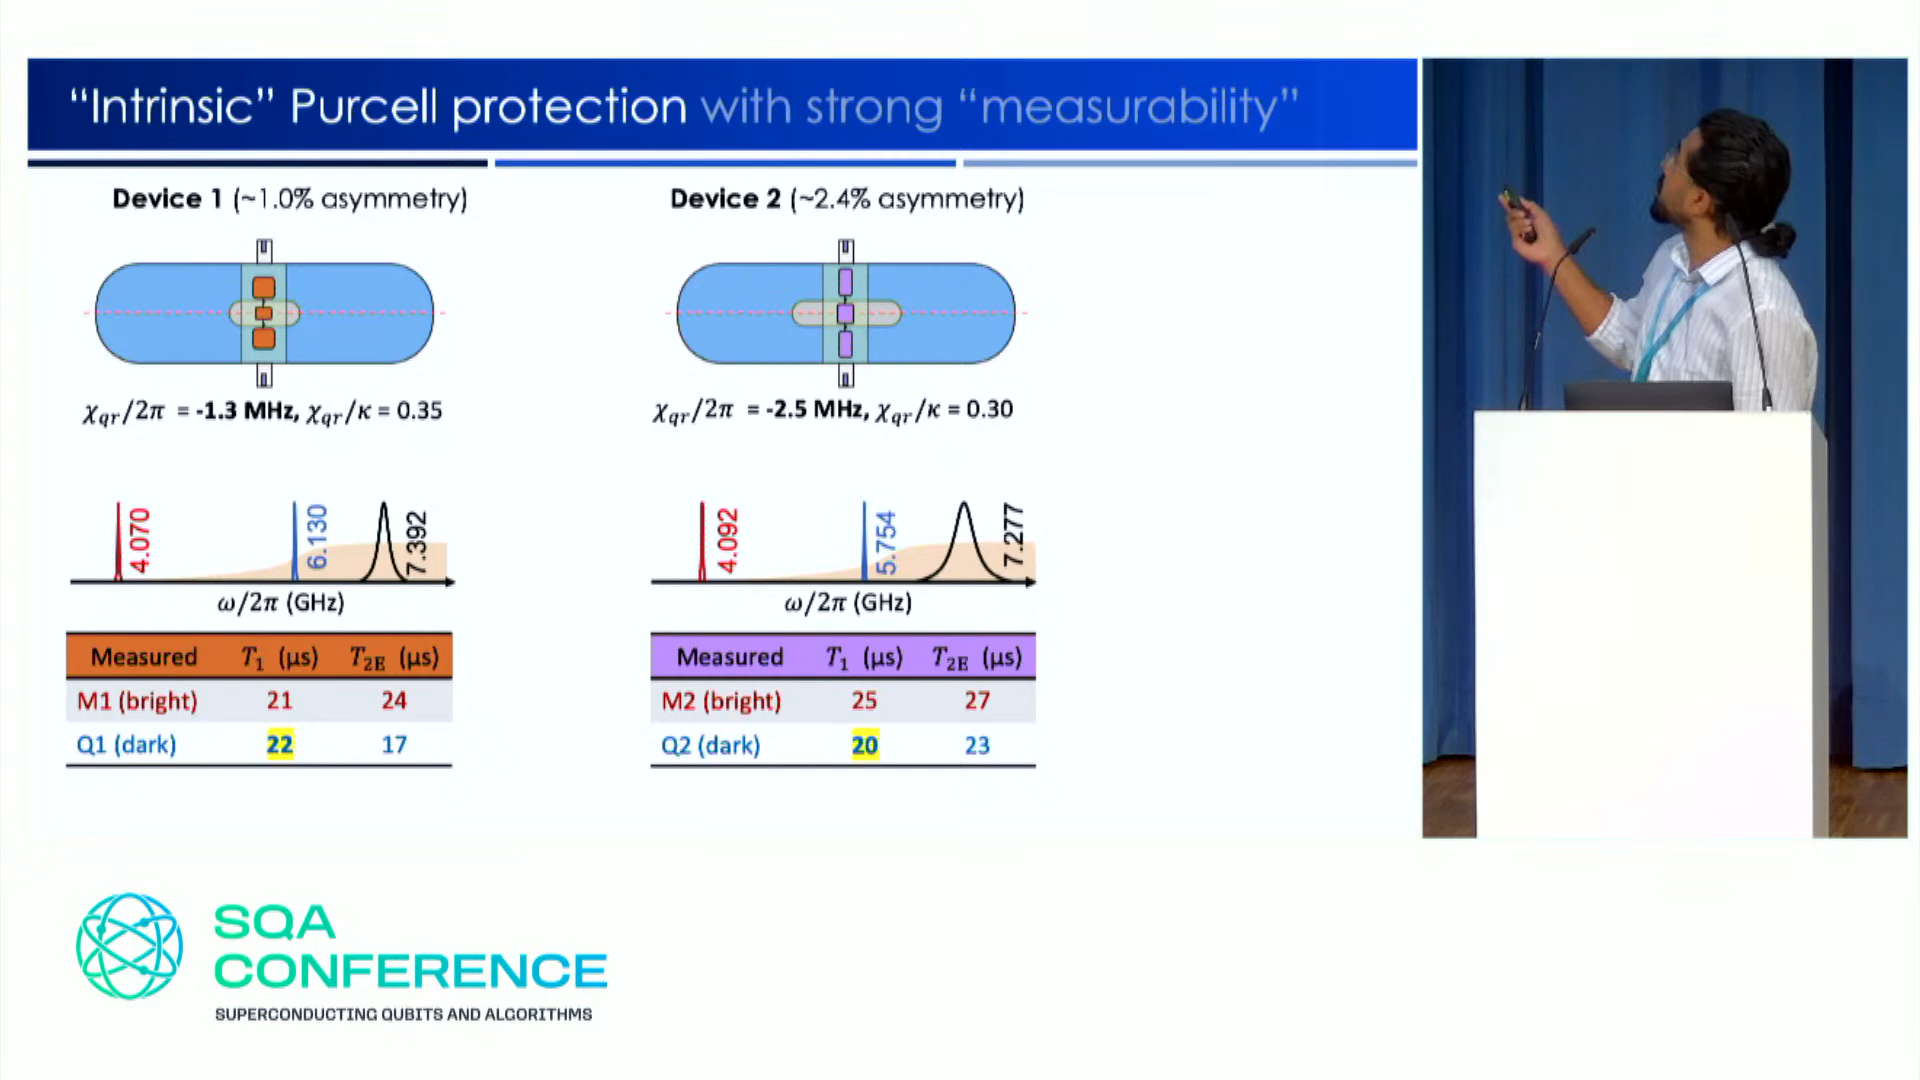 “Intrinsic” Purcell protection with strong “measurability”
Device 1 (~1.0% asymmetry)
χqr/2π = -1.3 MHz, χqr/κ = 0.35
4.070
6.130
7.392
ω/2π (GHz)
Measured T1 (μs) T2E (μs)
M1 (bright) 21 24
Q1 (dark) 22 17
Device 2 (~2.4% asymmetry)
χqr/2π = -2.5 MHz, χqr/κ = 0.30
4.092
5.754
7.277
ω/2π (GHz)
Measured T1 (μs) T2E (μs)
M2 (bright) 25 27
Q2 (dark) 20 23
SQA
CONFERENCE
SUPERCONDUCTING QUBITS AND ALGORITHMS